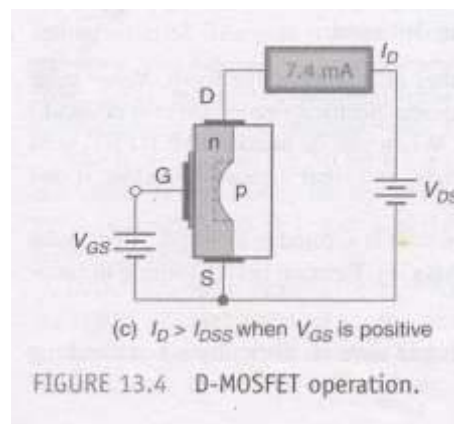 I_D
7.4 mA
D
n
G
p
V_DS
V_GS
S
(c) I_D > I_DSS when V_GS is positive
FIGURE 13.4 D-MOSFET operation.